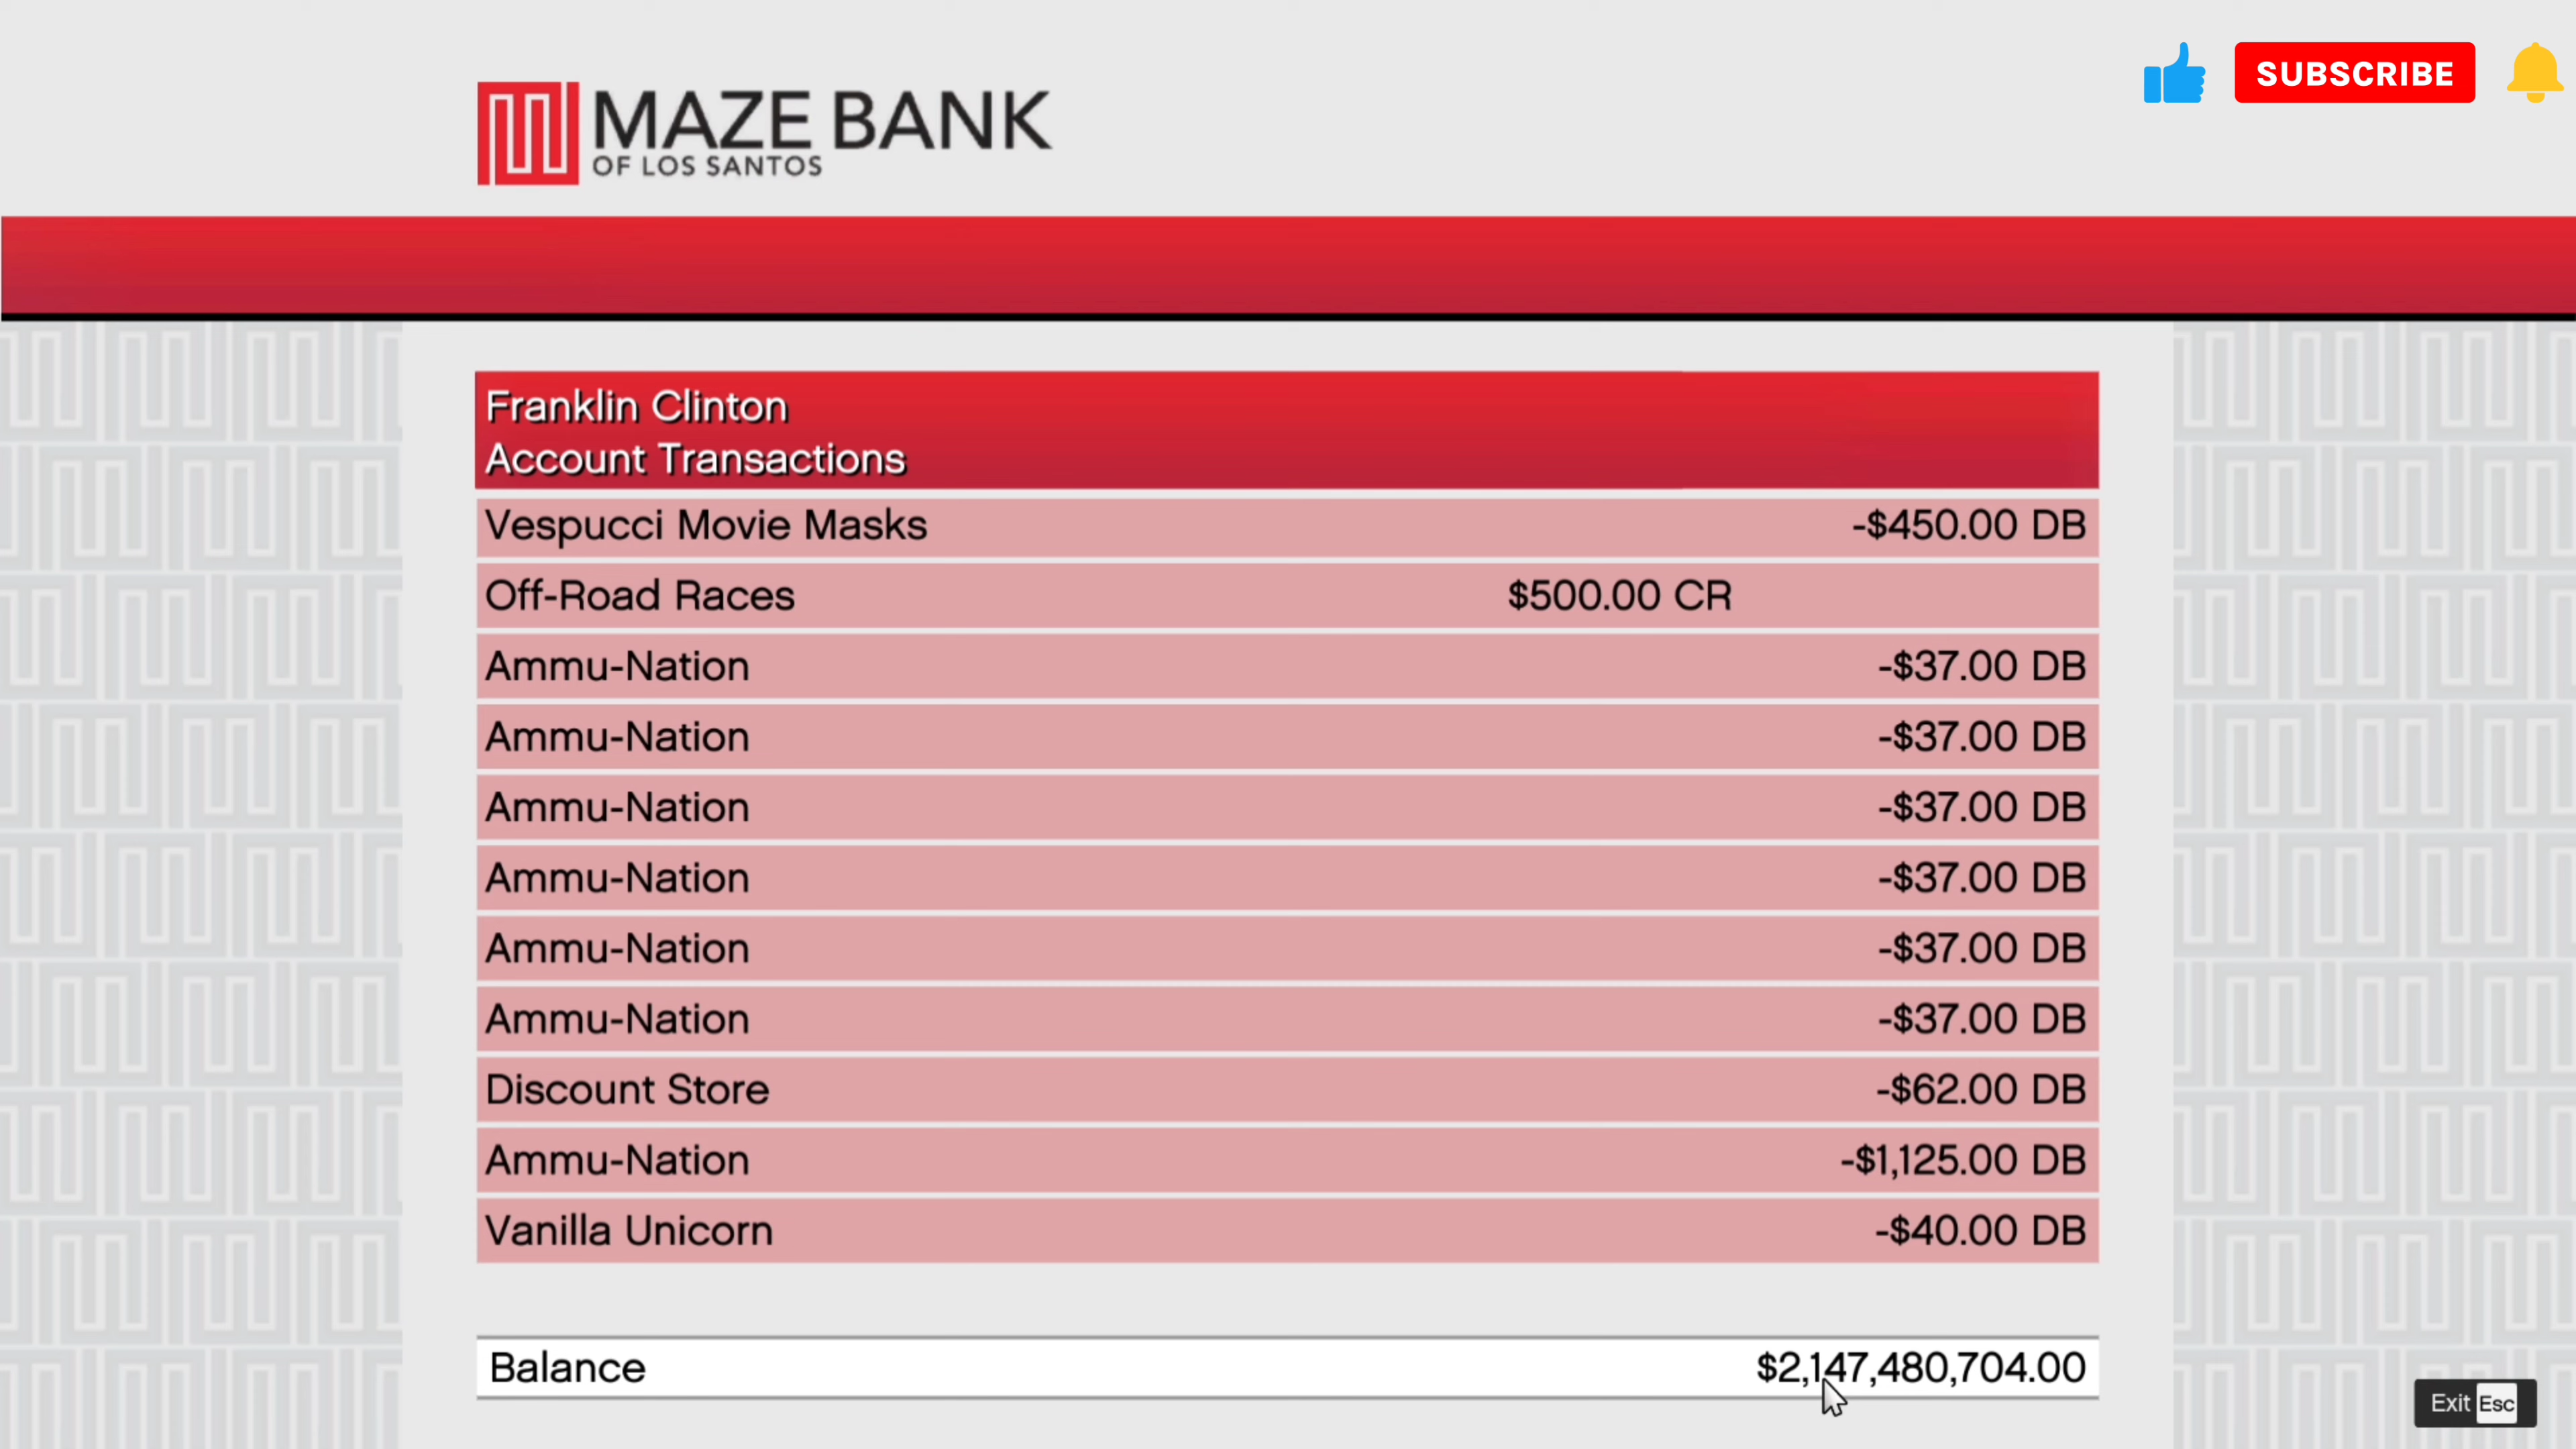 MAZE BANK
OF LOS SANTOS
SUBSCRIBE
Franklin Clinton
Account Transactions
Vespucci Movie Masks -$450.00 DB
Off-Road Races $500.00 CR
Ammu-Nation -$37.00 DB
Ammu-Nation -$37.00 DB
Ammu-Nation -$37.00 DB
Ammu-Nation -$37.00 DB
Ammu-Nation -$37.00 DB
Ammu-Nation -$37.00 DB
Discount Store -$62.00 DB
Ammu-Nation -$1,125.00 DB
Vanilla Unicorn -$40.00 DB
Balance $2,147,480,704.00
Exit Esc